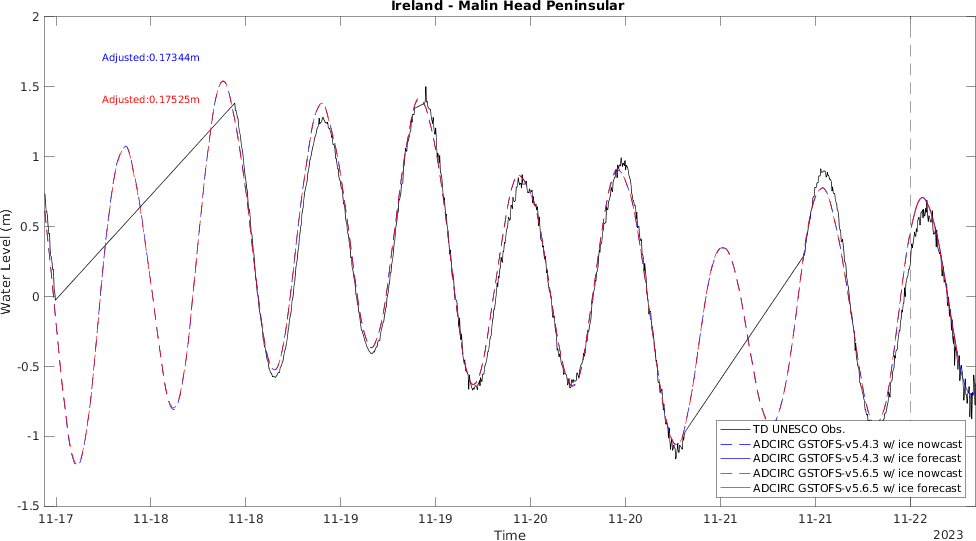 Ireland - Malin Head Peninsular
Adjusted:0.17344m
Adjusted:0.17525m
Water Level (m)
2
1.5
1
0.5
0
-0.5
-1
-1.5
TD UNESCO Obs.
ADCIRC GSTOFS-v5.4.3 w/ ice nowcast
ADCIRC GSTOFS-v5.4.3 w/ ice forecast
ADCIRC GSTOFS-v5.6.5 w/ ice nowcast
ADCIRC GSTOFS-v5.6.5 w/ ice forecast
11-17 11-18 11-18 11-19 11-19 11-20 11-20 11-21 11-21 11-22
Time
2023